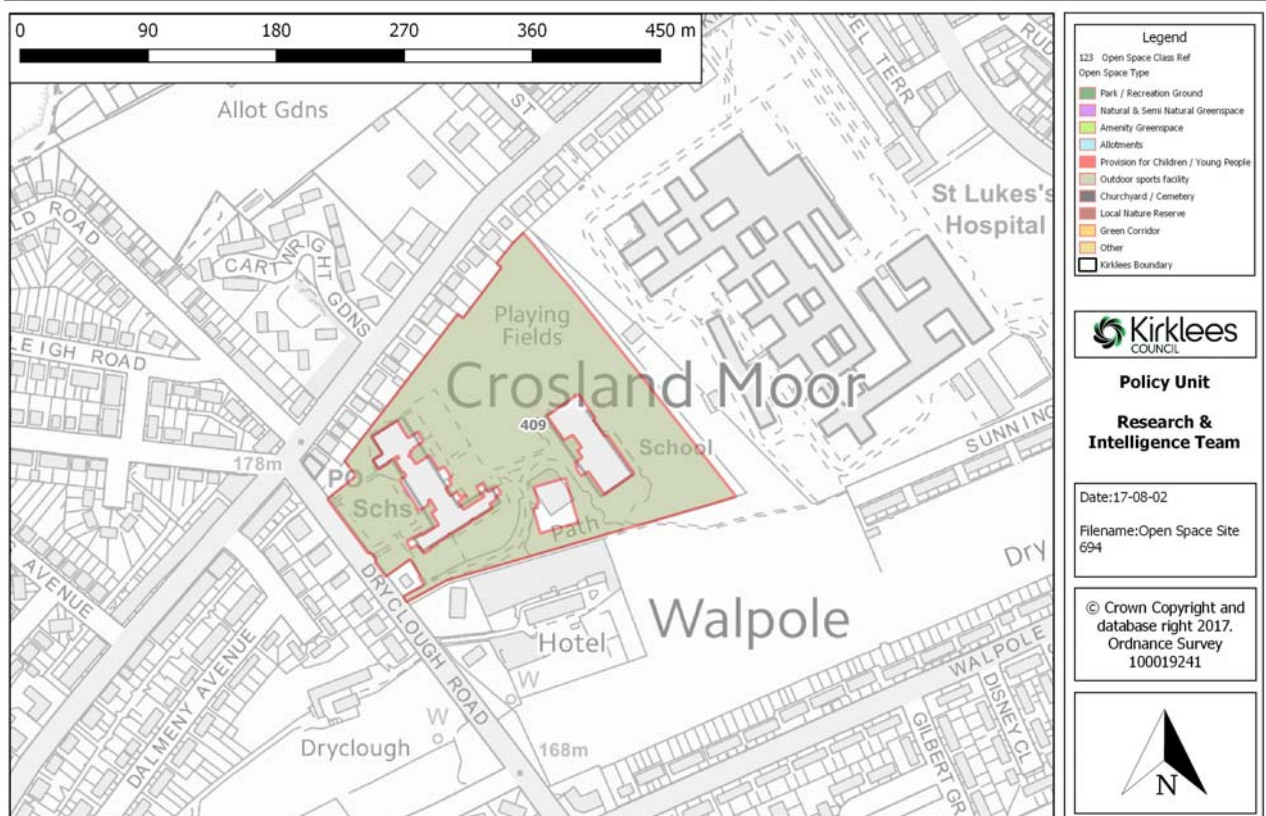 0 90 180 270 360 450 m
Allot Gdns
ST
TERR
RUD
St Lukes's
Hospital
ROAD
CARTWRIGHT GDNS
LEIGH ROAD
Playing
Fields
Crosland Moor
409
School
SUNNING
178m
PO
Schs
Path
Dry
AVENUE
DRYCLOUGH ROAD
Hotel
Walpole
WALPOLE
DALMENY AVENUE
W
W
DISNEY CL
GILBERT GR
Dryclough
168m
Legend
123 Open Space Class Ref
Open Space Type
Park / Recreation Ground
Natural & Semi Natural Greenspace
Amenity Greenspace
Allotments
Provision for Children / Young People
Outdoor sports facility
Churchyard / Cemetery
Local Nature Reserve
Green Corridor
Other
Kirklees Boundary
Kirklees
COUNCIL
Policy Unit
Research &
Intelligence Team
Date:17-08-02
Filename:Open Space Site
694
© Crown Copyright and
database right 2017.
Ordnance Survey
100019241
N